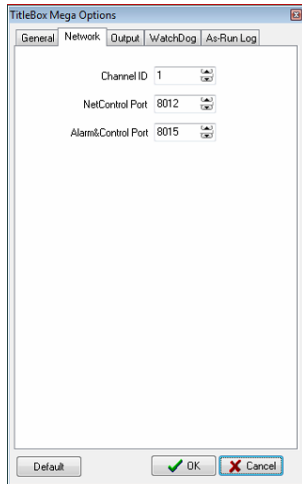 TitleBox Mega Options
General Network Output WatchDog As-Run Log
Channel ID 1
NetControl Port 8012
Alarm&Control Port 8015
Default OK Cancel